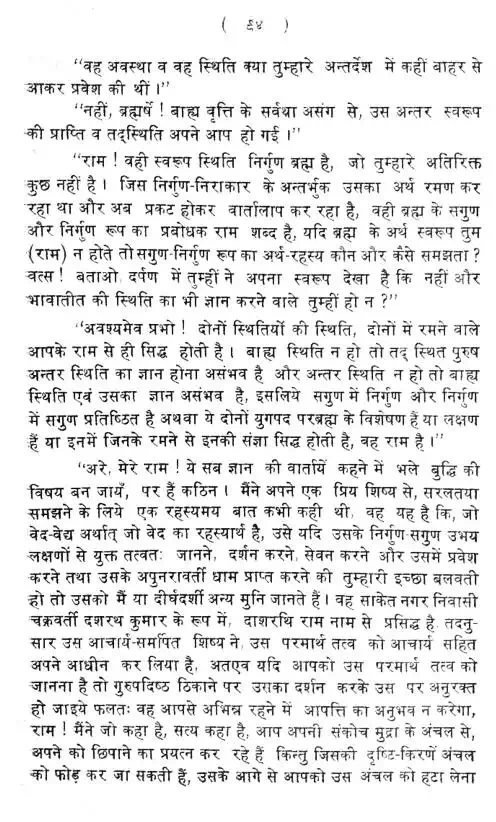 ( ६४ )
"वह अवस्था व वह स्थिति क्या तुम्हारे अन्तर्देश में कहीं बाहर से
आकर प्रवेश की थीं ।"
"नहीं, ब्रह्मर्षे ! बाह्य वृत्ति के सर्वथा असंग से, उस अन्तर स्वरूप
की प्राप्ति व तद्स्थिति अपने आप हो गई ।"
"राम ! वही स्वरूप स्थिति निर्गुण ब्रह्म है, जो तुम्हारे अतिरिक्त
कुछ नहीं है । जिस निर्गुण-निराकार के अन्तर्भुक उसका अर्थ रमण कर
रहा था और अब प्रकट होकर वार्तालाप कर रहा है, वही ब्रह्म के सगुण
और निर्गुण रूप का प्रबोधक राम शब्द है, यदि ब्रह्म के अर्थ स्वरूप तुम
(राम) न होते तो सगुण-निर्गुण रूप का अर्थ-रहस्य कौन और कैसे समझता ?
वत्स ! बताओ दर्पण में तुम्हीं ने अपना स्वरूप देखा है कि नहीं और
भावातीत की स्थिति का भी ज्ञान करने वाले तुम्हीं हो न ?"
"अवश्यमेव प्रभो ! दोनों स्थितियों की स्थिति, दोनों में रमने वाले
आपके राम से ही सिद्ध होती है । बाह्य स्थिति न हो तो तद् स्थित पुरुष
अन्तर स्थिति का ज्ञान होना असंभव है और अन्तर स्थिति न हो तो बाह्य
स्थिति एवं उसका ज्ञान असंभव है, इसलिये सगुण में निर्गुण और निर्गुण
में सगुण प्रतिष्ठित है अथवा ये दोनों युगपद परब्रह्म के विशेषण हैं या लक्षण
हैं या इनमें जिनके रमने से इनकी संज्ञा सिद्ध होती है, वह राम है ।"
"अरे, मेरे राम ! ये सब ज्ञान की वार्तायें कहने में भले बुद्धि की
विषय बन जायँ, पर हैं कठिन । मैंने अपने एक प्रिय शिष्य से, सरलतया
समझने के लिये एक रहस्यमय बात कभी कही थी, वह यह है कि, जो
वेद-वेद्य अर्थात् जो वेद का रहस्यार्थ है, उसे यदि उसके निर्गुण-सगुण उभय
लक्षणों से युक्त तत्वतः जानने, दर्शन करने, सेवन करने और उसमें प्रवेश
करने तथा उसके अपुनरावर्ती धाम प्राप्त करने की तुम्हारी इच्छा बलवती
हो तो उसको मैं या दीर्घदर्शी अन्य मुनि जानते हैं । वह साकेत नगर निवासी
चक्रवर्ती दशरथ कुमार के रूप में, दाशरथि राम नाम से प्रसिद्ध है. तदनु-
सार उस आचार्य-समर्पित शिष्य ने, उस परमार्थ तत्व को आचार्य सहित
अपने आधीन कर लिया है, अतएव यदि आपको उस परमार्थ तत्व को
जानना है तो गुरुपदिष्ठ ठिकाने पर उसका दर्शन करके उस पर अनुरक्त
हो जाइये फलतः वह आपसे अभिन्न रहने में आपत्ति का अनुभव न करेगा,
राम ! मैंने जो कहा है, सत्य कहा है, आप अपनी संकोच मुद्रा के अंचल से,
अपने को छिपाने का प्रयत्न कर रहे हैं किन्तु जिसकी दृष्टि-किरणें अंचल
को फोड़ कर जा सकती हैं, उसके आगे से आपको उस अंचल को हटा लेना